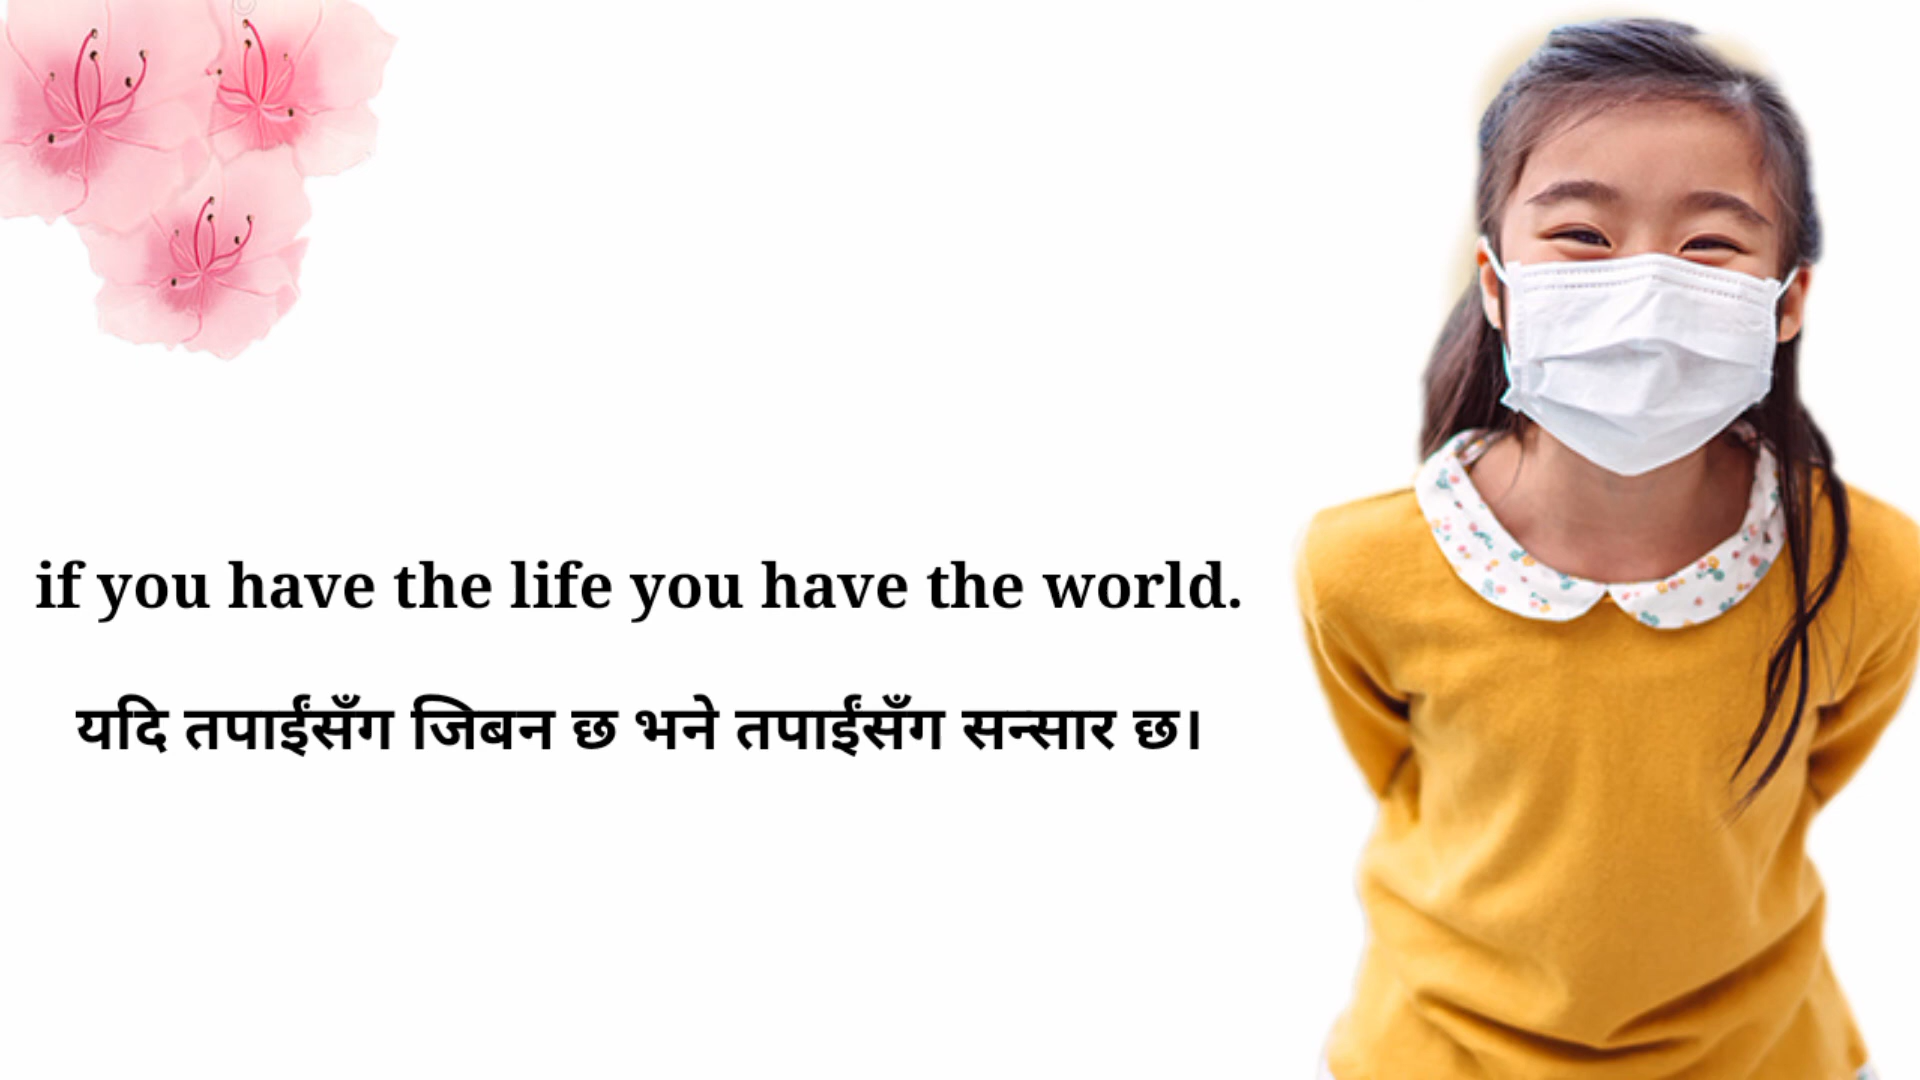 if you have the life you have the world.
यदि तपाईंसँग जिबन छ भने तपाईंसँग सन्सार छ।